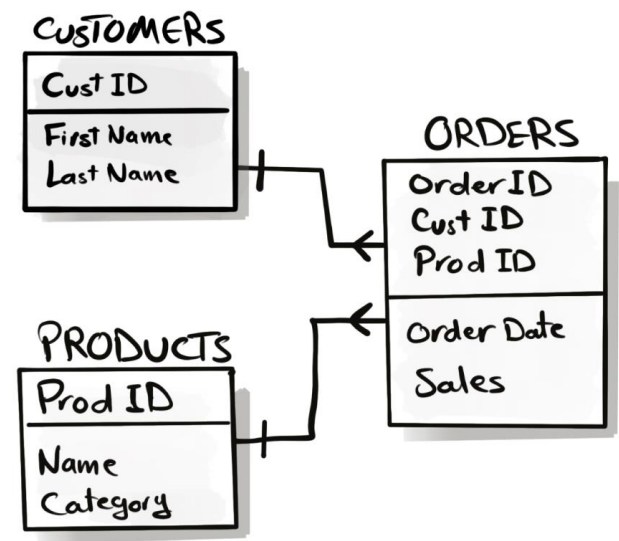 CUSTOMERS
Cust ID
First Name
Last Name
ORDERS
Order ID
Cust ID
Prod ID
Order Date
Sales
PRODUCTS
Prod ID
Name
Category